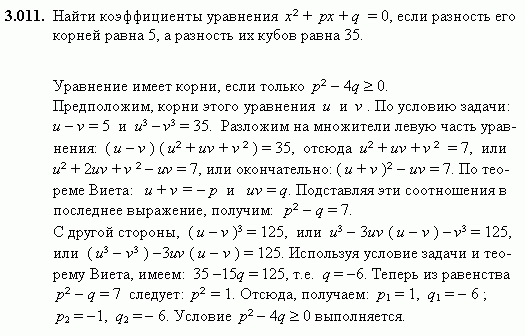 3.011. Найти коэффициенты уравнения x² + px + q = 0, если разность его
корней равна 5, а разность их кубов равна 35.
Уравнение имеет корни, если только p² – 4q ≥ 0.
Предположим, корни этого уравнения u и v . По условию задачи:
u – v = 5 и u³ – v³ = 35. Разложим на множители левую часть урав-
нения: ( u – v ) ( u² + uv + v² ) = 35, отсюда u² + uv + v² = 7, или
u² + 2uv + v² – uv = 7, или окончательно: ( u + v )² – uv = 7. По тео-
реме Виета: u + v = – p и uv = q. Подставляя эти соотношения в
последнее выражение, получим: p² – q = 7.
С другой стороны, ( u – v )³ = 125, или u³ – 3uv ( u – v ) – v³ = 125,
или ( u³ – v³ ) –3uv ( u – v ) = 125. Используя условие задачи и тео-
рему Виета, имеем: 35 –15q = 125, т.е. q = –6. Теперь из равенства
p² – q = 7 следует: p² = 1. Отсюда, получаем: p₁ = 1, q₁ = – 6 ;
p₂ = –1, q₂ = – 6. Условие p² – 4q ≥ 0 выполняется.